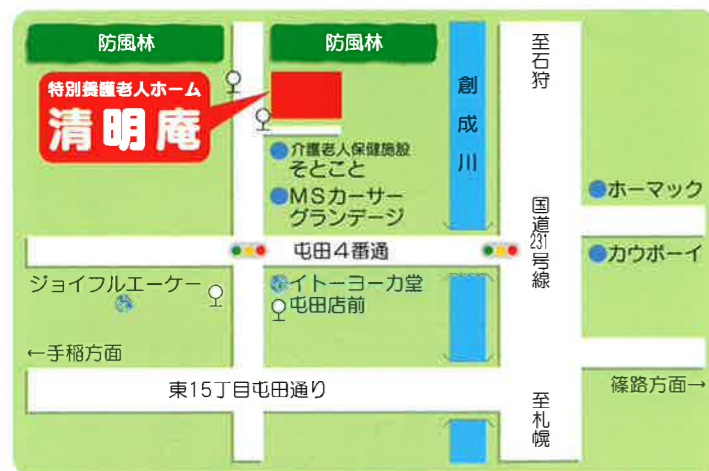 防風林
防風林
特別養護老人ホーム
清明庵
創成川
至石狩
介護老人保健施設
そとこと
MSカーサー
グランデージ
国道231号線
ホーマック
カウボーイ
屯田4番通
ジョイフルエーケー
イトーヨーカ堂
屯田店前
←手稲方面
東15丁目屯田通り
至札幌
篠路方面→